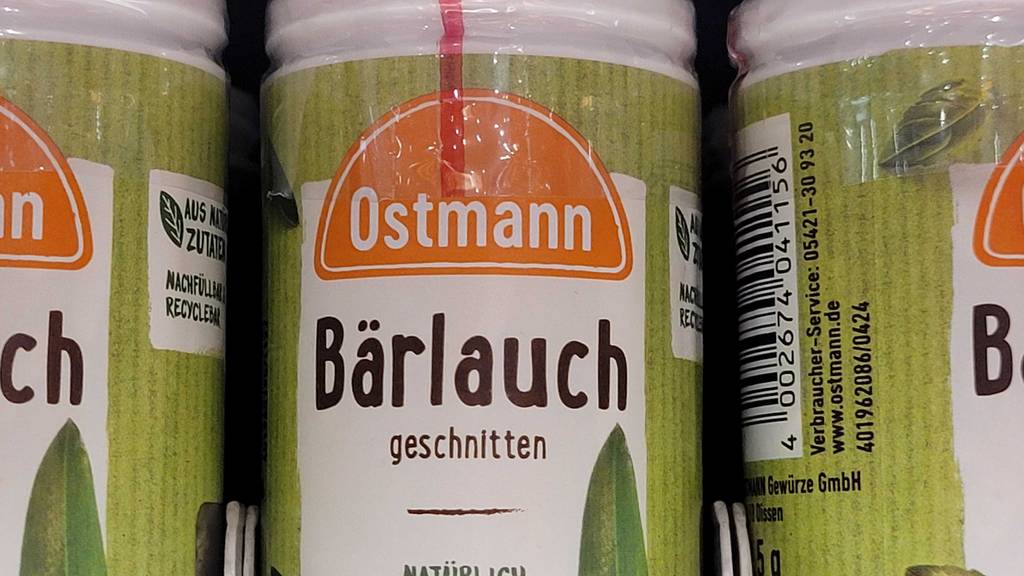 AUS
ZUTATEN
NACHFÜLLBAR
RECYCLEBAR
Ostmann
Bärlauch
geschnitten
NATÜRLICH
4 002674 041156
Verbraucher-Service: 05421-30 93 20
www.ostmann.de
401962086/0424
Gewürze GmbH
Dissen